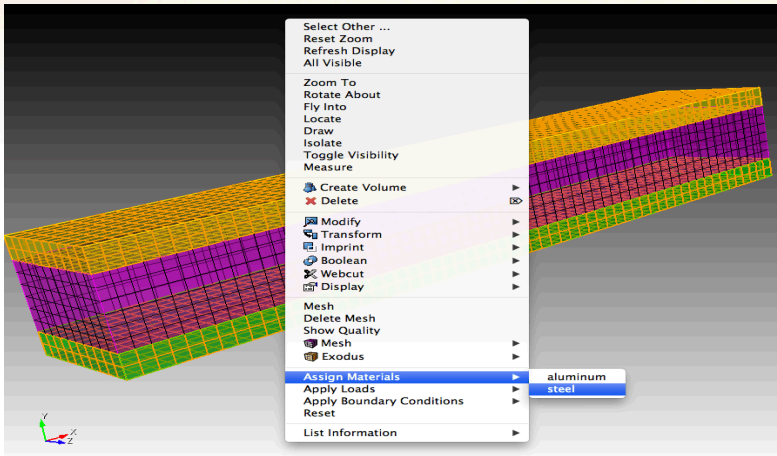 Select Other ...
Reset Zoom
Refresh Display
All Visible
Zoom To
Rotate About
Fly Into
Locate
Draw
Isolate
Toggle Visibility
Measure
Create Volume
Delete
Modify
Transform
Imprint
Boolean
Webcut
Display
Mesh
Delete Mesh
Show Quality
Mesh
Exodus
Assign Materials
aluminum
steel
Apply Loads
Apply Boundary Conditions
Reset
List Information
Y
X
Z